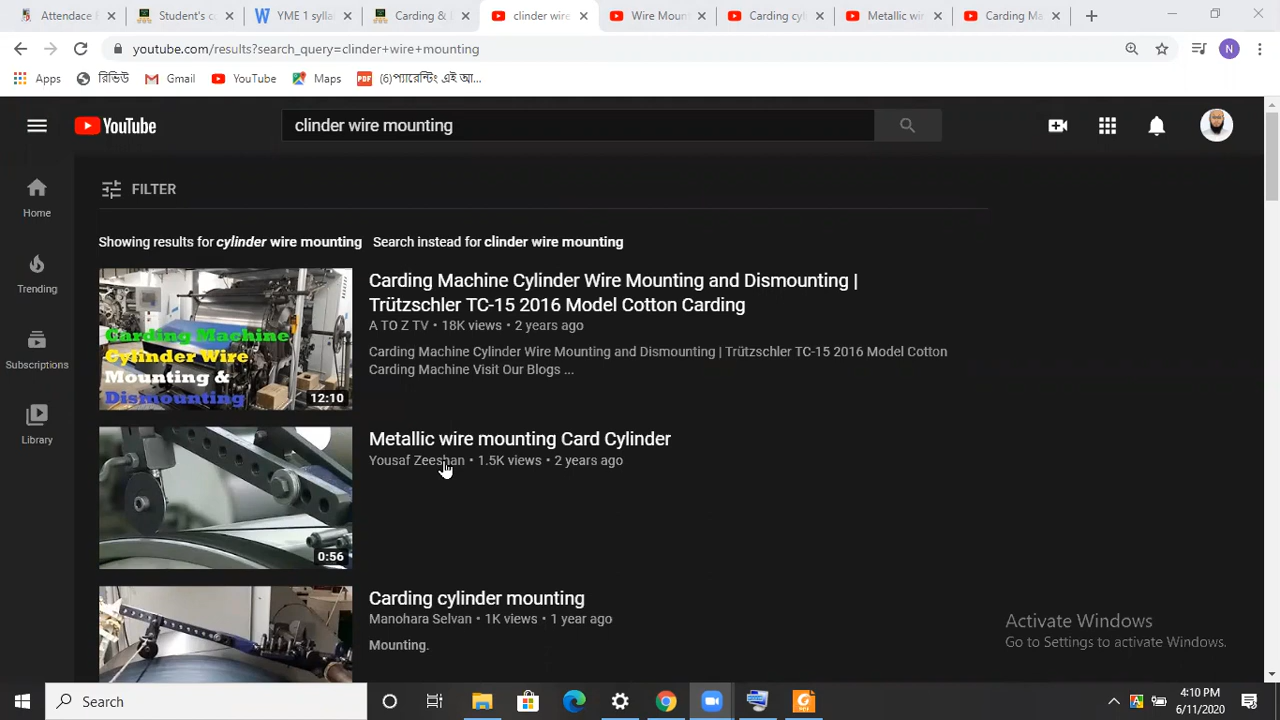 Attendace
Student's c
YME 1 sylla
Carding &
clinder wire
Wire Moun
Carding cyl
Metallic wir
Carding Ma
youtube.com/results?search_query=clinder+wire+mounting
N
Apps
রিভিউ
Gmail
YouTube
Maps
(6)প্যারেন্টিং এই আ...
YouTube
clinder wire mounting
Home
Trending
Subscriptions
Library
FILTER
Showing results for cylinder wire mounting Search instead for clinder wire mounting
Carding Machine Cylinder Wire Mounting and Dismounting |
Trützschler TC-15 2016 Model Cotton Carding
A TO Z TV • 18K views • 2 years ago
Carding Machine Cylinder Wire Mounting and Dismounting | Trützschler TC-15 2016 Model Cotton
Carding Machine Visit Our Blogs ...
Carding Machine
Cylinder Wire
Mounting &
Dismounting
12:10
Metallic wire mounting Card Cylinder
Yousaf Zeeshan • 1.5K views • 2 years ago
0:56
Carding cylinder mounting
Manohara Selvan • 1K views • 1 year ago
Mounting.
Activate Windows
Go to Settings to activate Windows.
Search
4:10 PM
6/11/2020